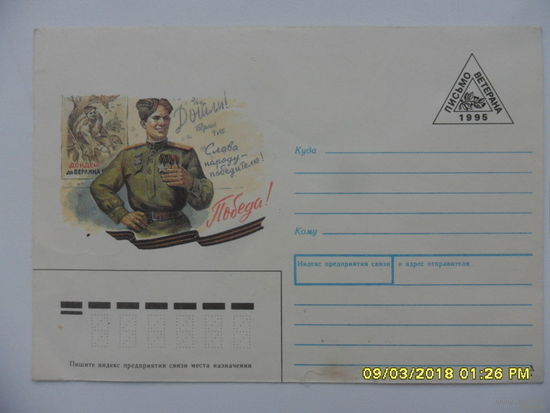 ПИСЬМО ВЕТЕРАНА
1995
Дошли!
Слава
народу-
победителю!
ДОЙДЕМ
ДО БЕРЛИНА!
Победа!
Куда
Кому
Индекс предприятия связи и адрес отправителя
Пишите индекс предприятия связи места назначения
09/03/2018 01:26 PM